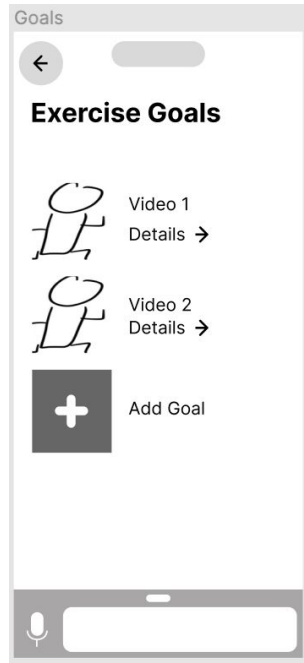 Goals
Exercise Goals
Video 1
Details →
Video 2
Details →
Add Goal